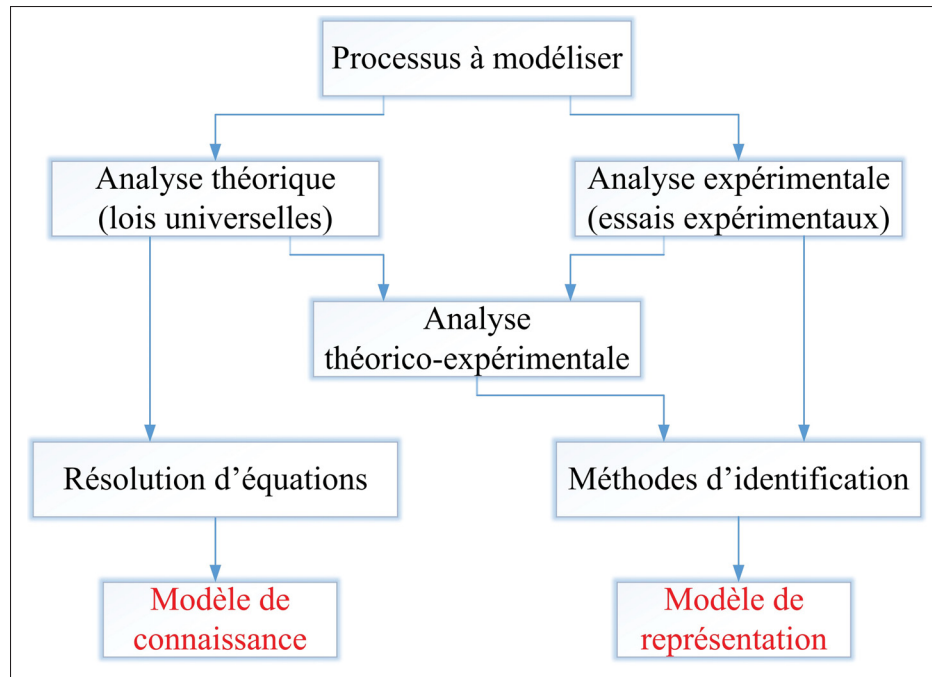 Processus à modéliser
Analyse théorique
(lois universelles)
Analyse expérimentale
(essais expérimentaux)
Analyse
théorico-expérimentale
Résolution d’équations
Méthodes d’identification
Modèle de
connaissance
Modèle de
représentation